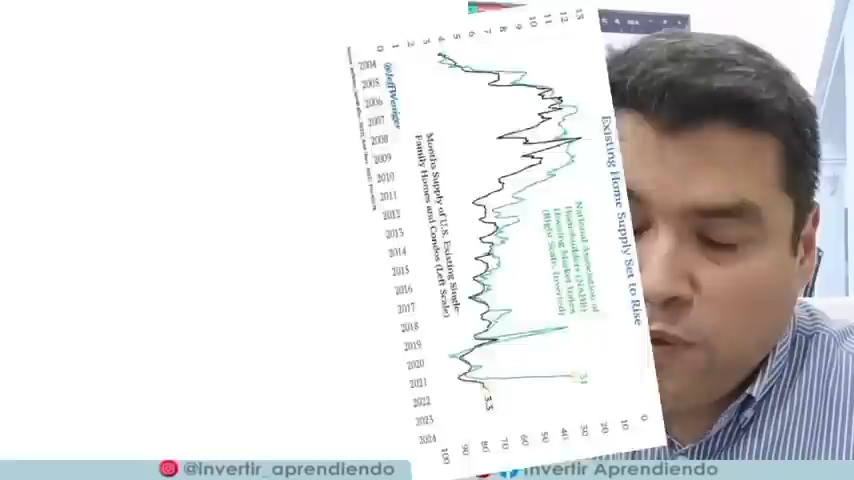 Existing Home Supply Set to Rise
National Association of
Homebuilders (NAHB)
Housing Market Index
(Right Scale, Inverted)
Months Supply of U.S. Existing Single-
Family Homes and Condos (Left Scale)
@JeffWeniger
0 1 2 3 4 5 6 7 8 9 10 11 12 13
2004 2005 2006 2007 2008 2009 2010 2011 2012 2013 2014 2015 2016 2017 2018 2019 2020 2021 2022 2023 2024
0 10 20 30 40 50 60 70 80 90 100
31
3.3
@invertir_aprendiendo
Invertir Aprendiendo